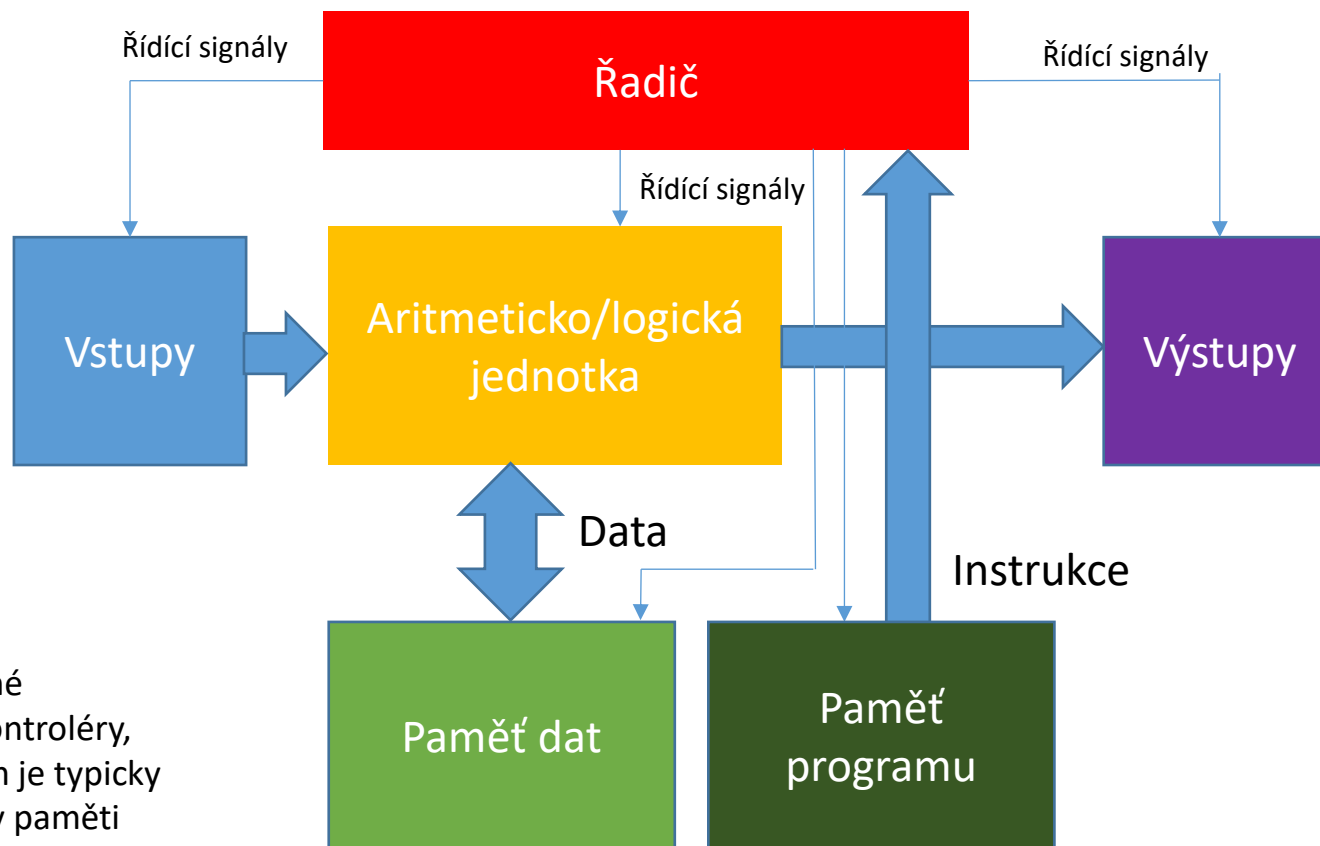 Řídící signály
Řadič
Řídící signály
Řídící signály
Vstupy
Aritmeticko/logická
jednotka
Výstupy
Data
Instrukce
Paměť dat
Paměť
programu
je typicky
paměti